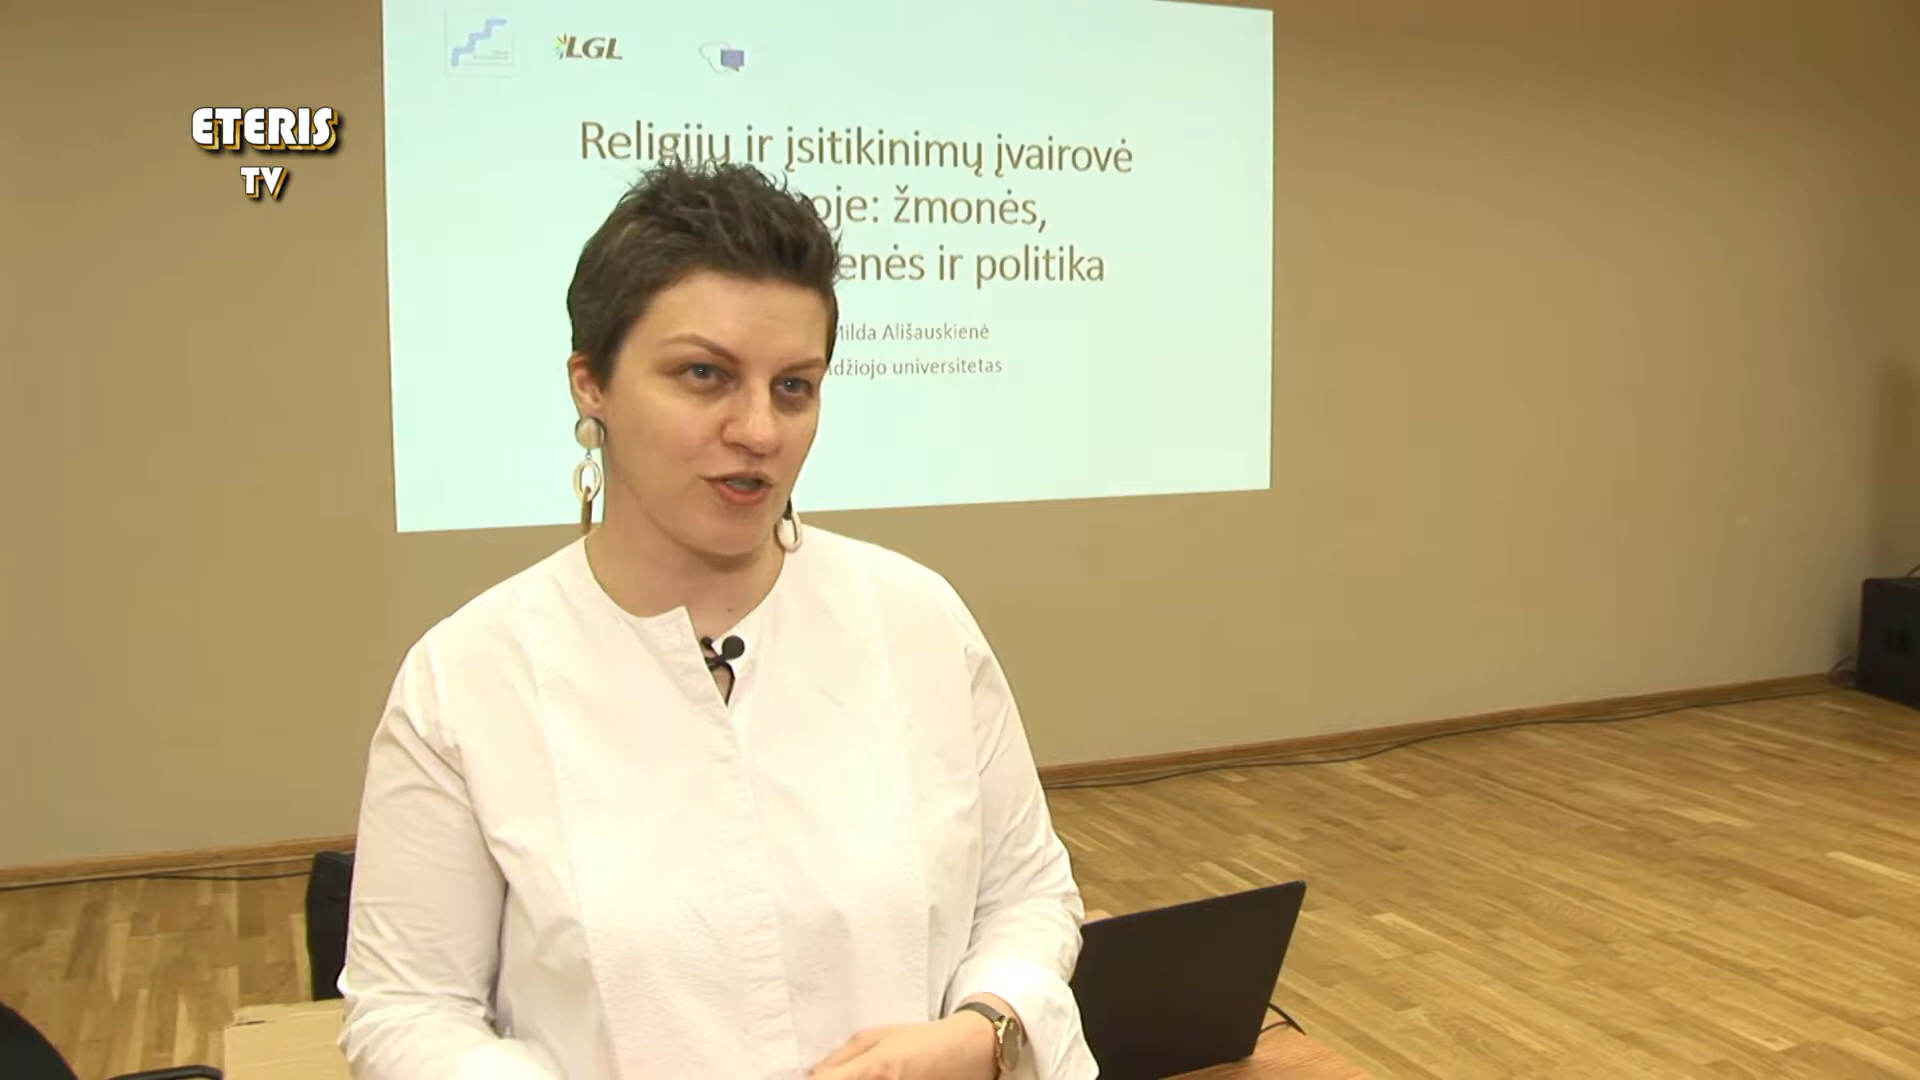 ETERIS
TV
LGL
Religijų ir įsitikinimų įvairovė
oje: žmonės,
enės ir politika
Milda Ališauskienė
džiojo universitetas